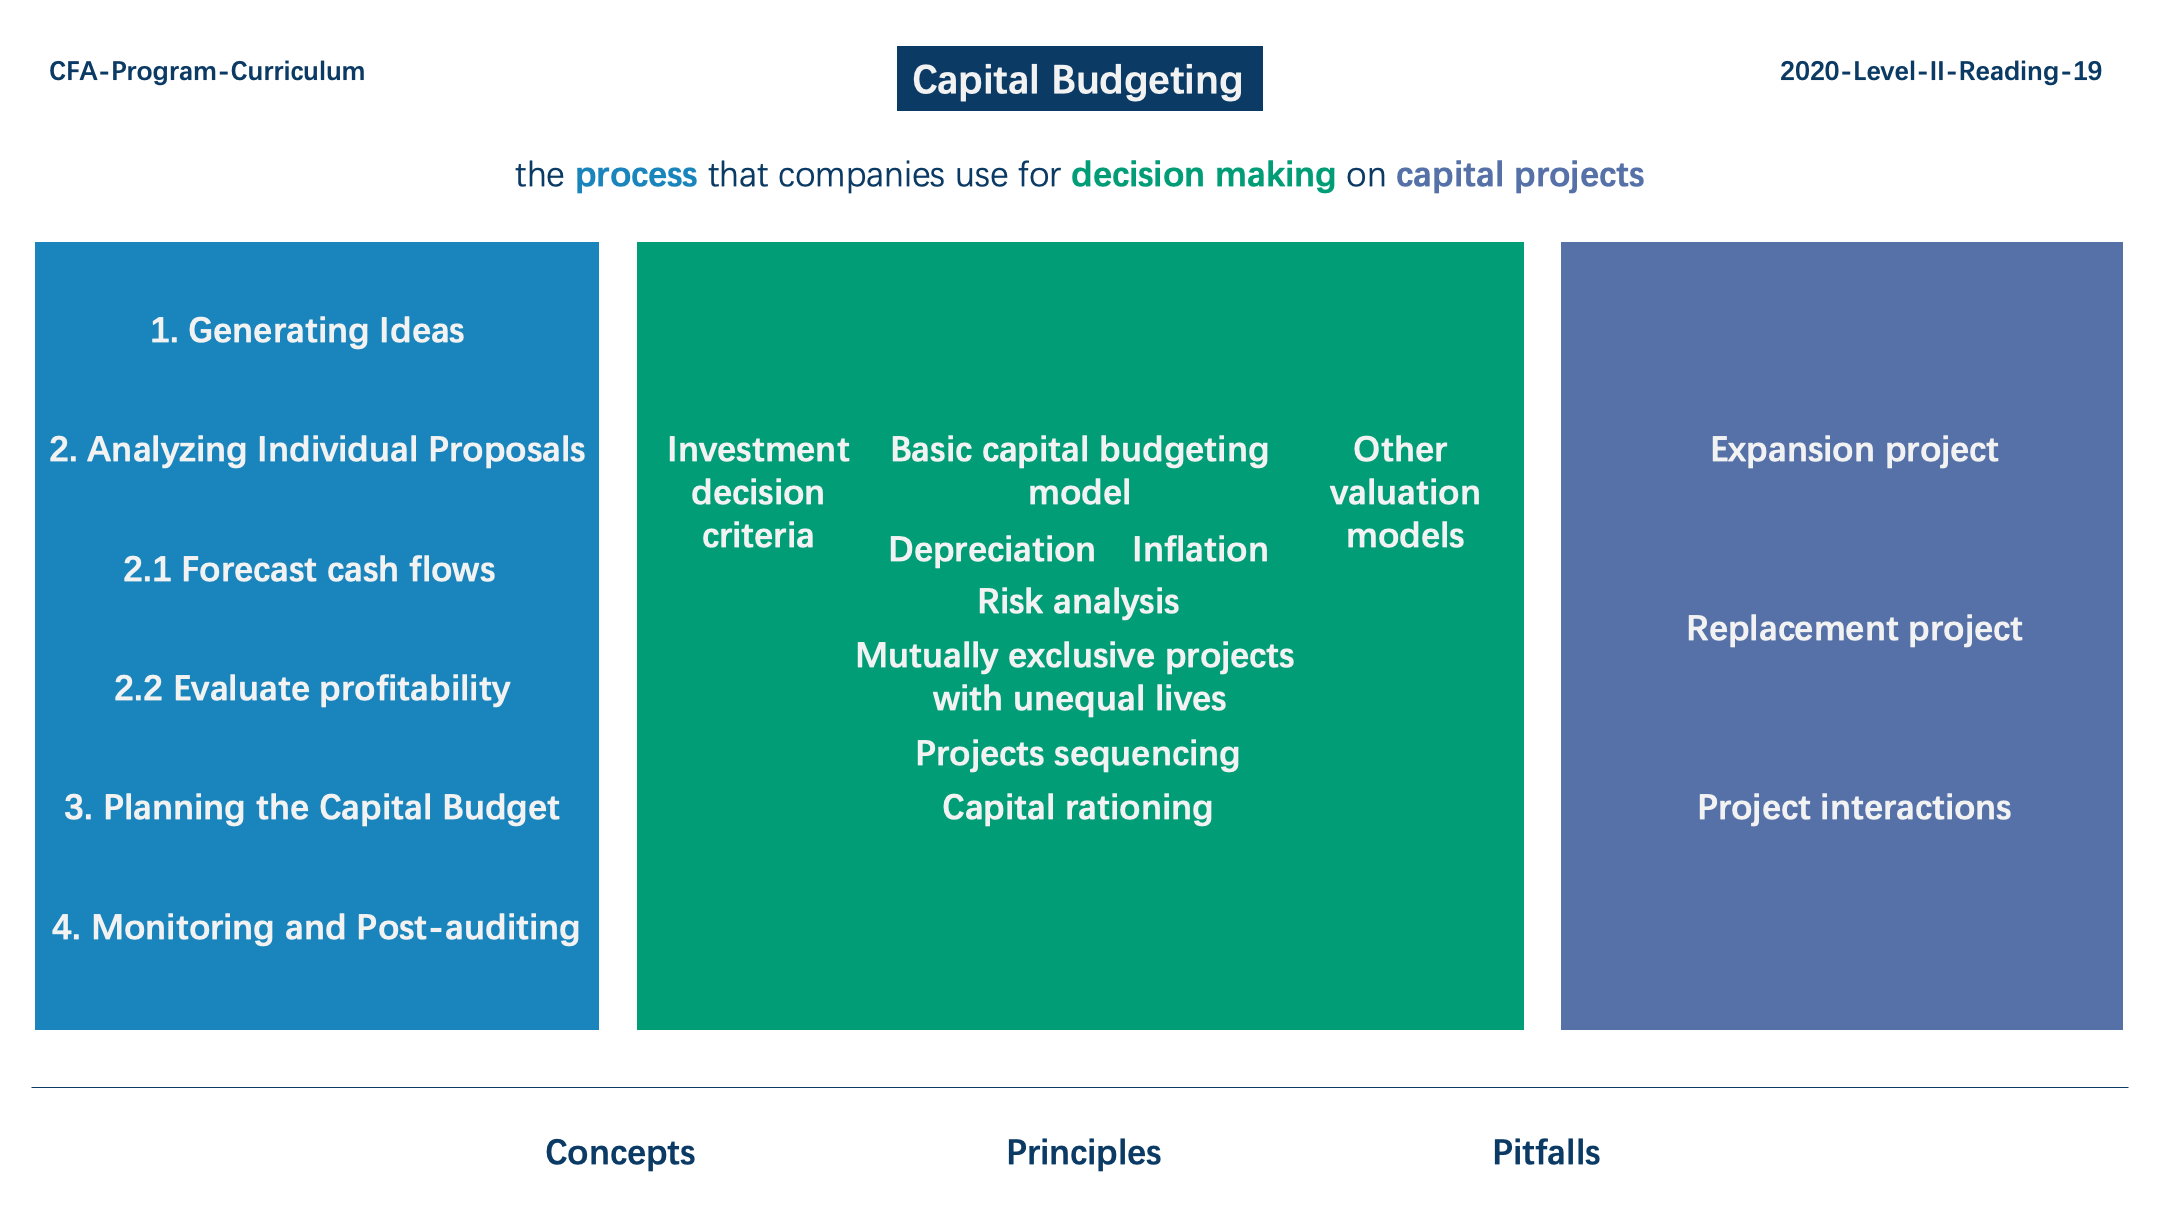 CFA-Program-Curriculum
Capital Budgeting
2020-Level-II-Reading-19
the process that companies use for decision making on capital projects
1. Generating Ideas
2. Analyzing Individual Proposals
2.1 Forecast cash flows
2.2 Evaluate profitability
3. Planning the Capital Budget
4. Monitoring and Post-auditing
Investment
decision
criteria
Basic capital budgeting
model
Depreciation Inflation
Risk analysis
Mutually exclusive projects
with unequal lives
Projects sequencing
Capital rationing
Other
valuation
models
Expansion project
Replacement project
Project interactions
Concepts
Principles
Pitfalls